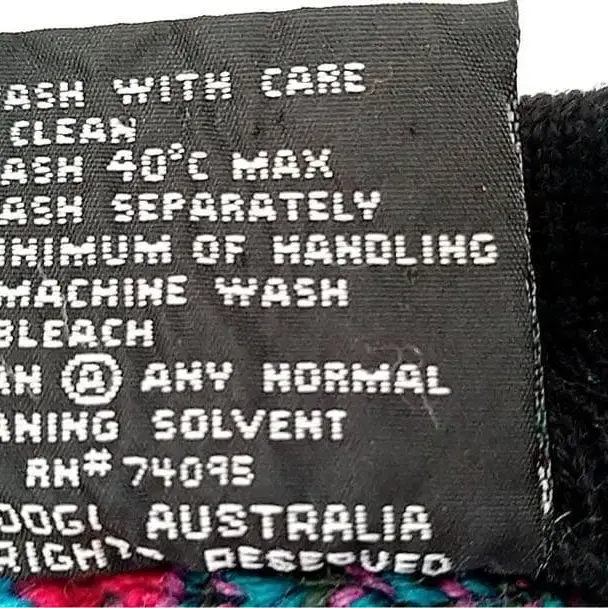 ASH WITH CARE
CLEAN
ASH 40°C MAX
ASH SEPARATELY
NIMUM OF HANDLING
MACHINE WASH
BLEACH
AN Ⓐ ANY NORMAL
ANING SOLVENT
RN# 74095
OOGI AUSTRALIA
RIGHTS RESERVED